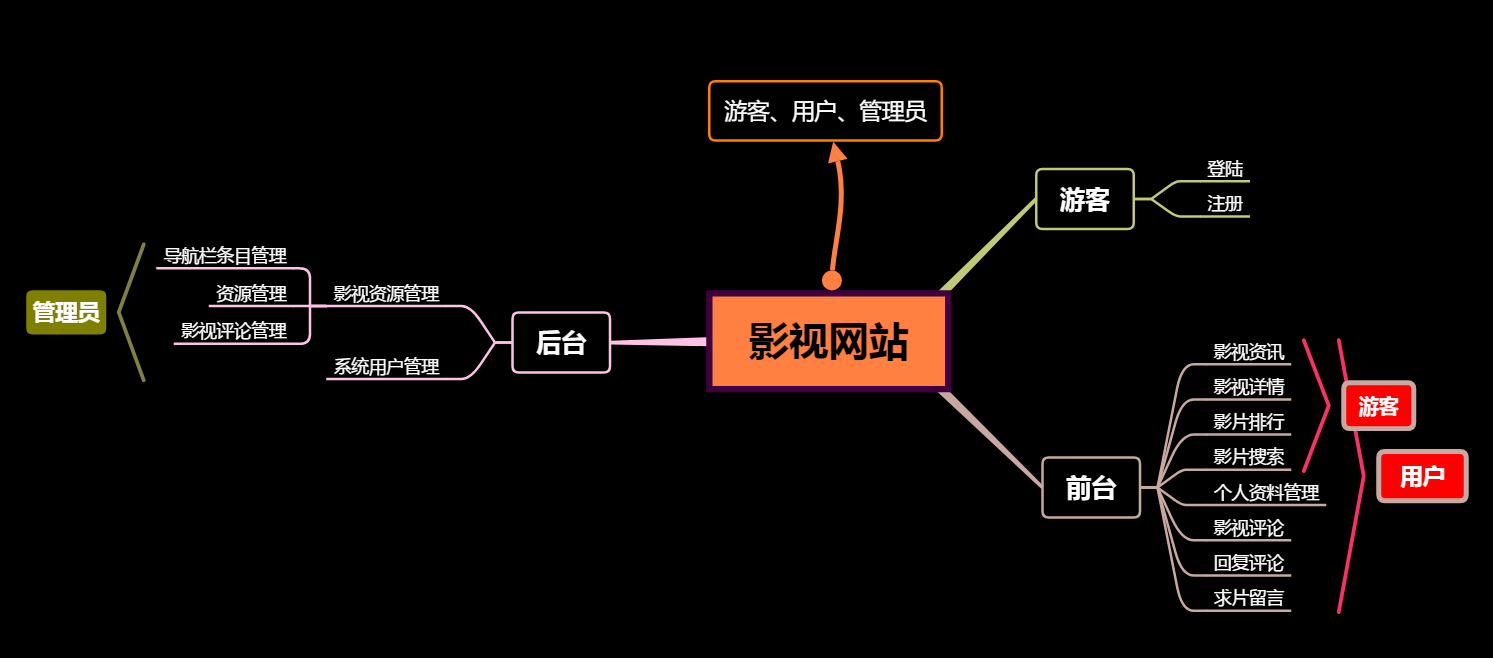 游客、用户、管理员
影视网站
游客
登陆
注册
后台
影视资源管理
导航栏条目管理
资源管理
影视评论管理
系统用户管理
管理员
前台
影视资讯
影视详情
影片排行
影片搜索
个人资料管理
影视评论
回复评论
求片留言
游客
用户